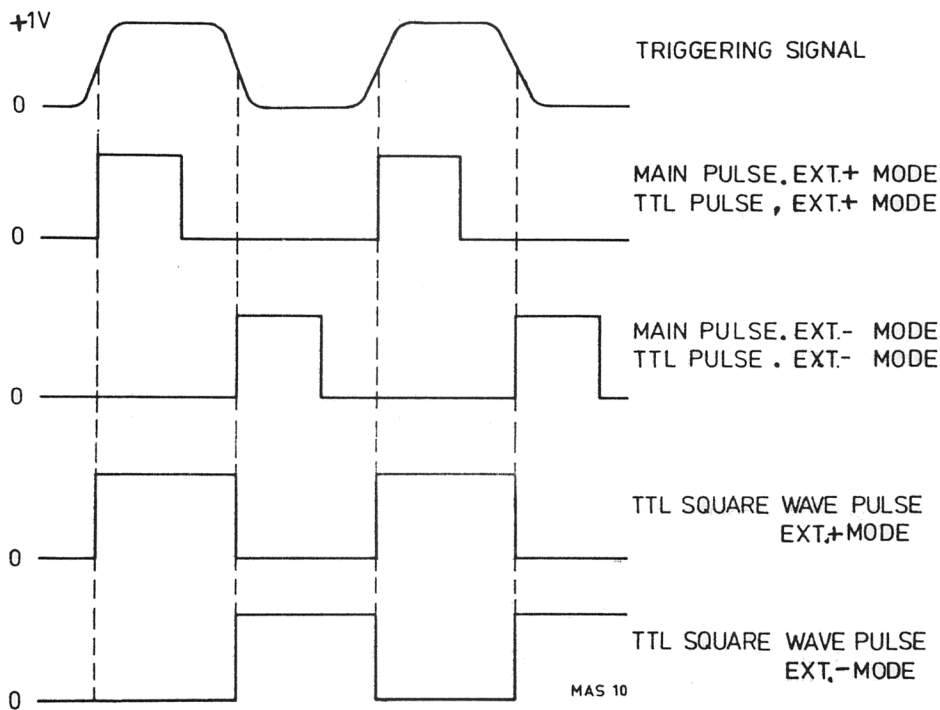 +1V
TRIGGERING SIGNAL
0
MAIN PULSE. EXT.+ MODE
TTL PULSE, EXT.+ MODE
0
MAIN PULSE. EXT.- MODE
TTL PULSE . EXT.- MODE
0
TTL SQUARE WAVE PULSE
EXT.+MODE
0
TTL SQUARE WAVE PULSE
EXT.-MODE
MAS 10
0